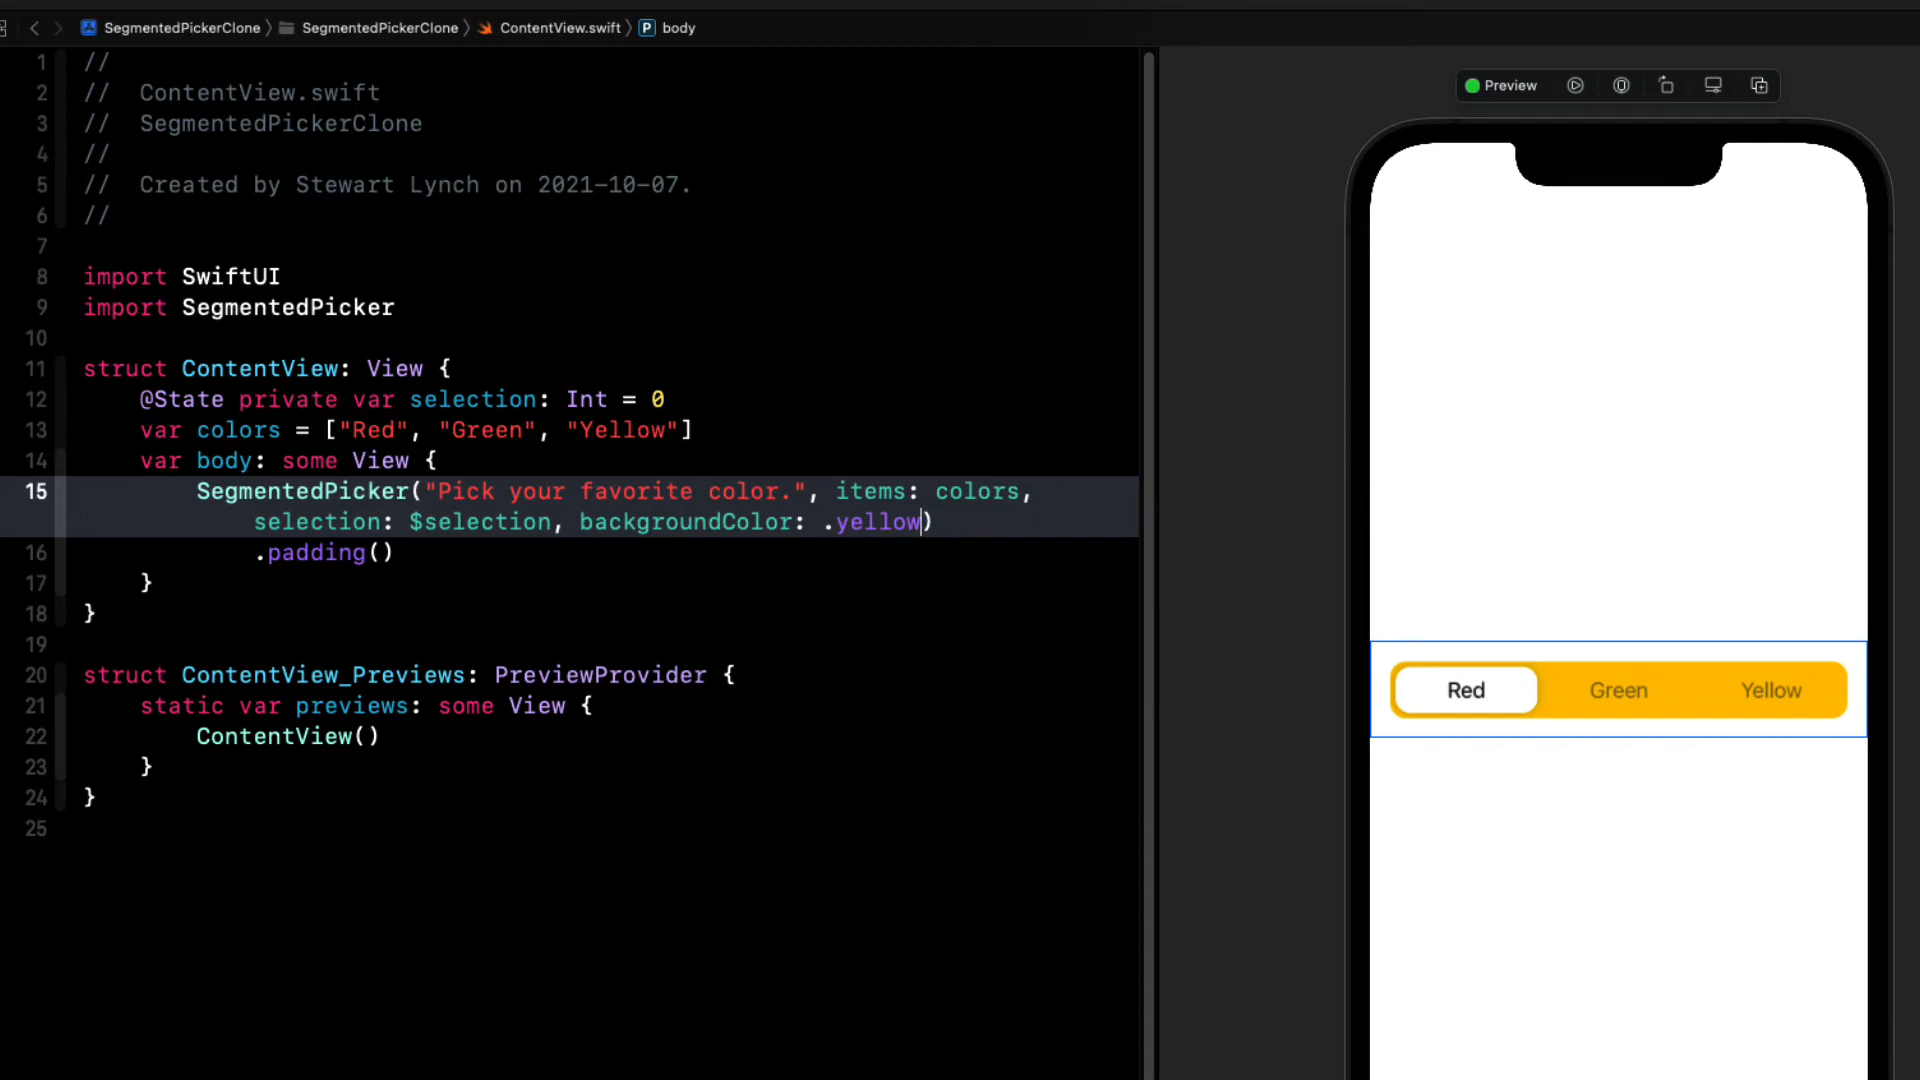 SegmentedPickerClone 〉 SegmentedPickerClone 〉 ContentView.swift 〉 P body
1 //
2 //  ContentView.swift
3 //  SegmentedPickerClone
4 //
5 //  Created by Stewart Lynch on 2021-10-07.
6 //
7
8 import SwiftUI
9 import SegmentedPicker
10
11 struct ContentView: View {
12     @State private var selection: Int = 0
13     var colors = ["Red", "Green", "Yellow"]
14     var body: some View {
15         SegmentedPicker("Pick your favorite color.", items: colors,
            selection: $selection, backgroundColor: .yellow)
16             .padding()
17     }
18 }
19
20 struct ContentView_Previews: PreviewProvider {
21     static var previews: some View {
22         ContentView()
23     }
24 }
25
Preview
Red Green Yellow